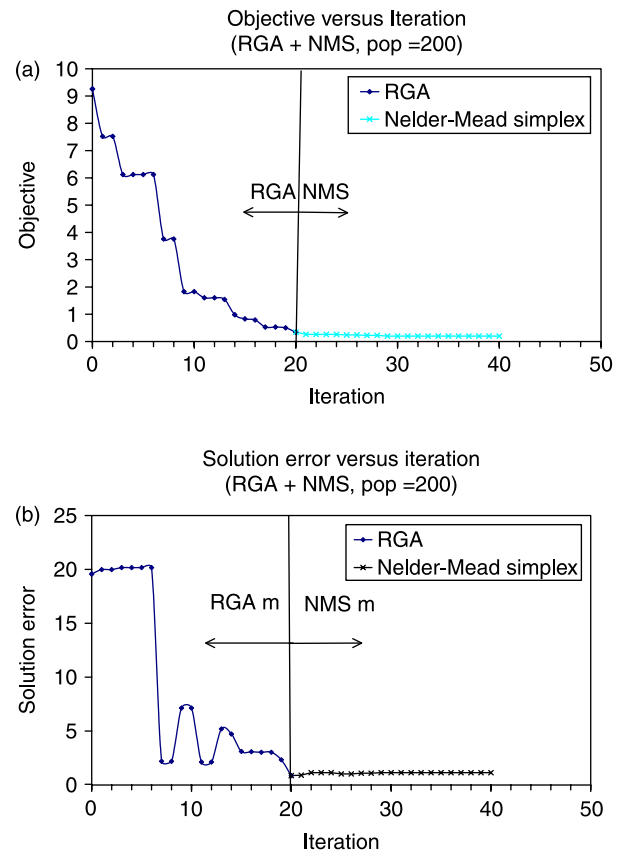 Objective versus Iteration
(RGA + NMS, pop =200)
(a)
10
9
8
7
6
5
4
3
2
1
0
Objective
RGA
Nelder-Mead simplex
RGA NMS
0 10 20 30 40 50
Iteration
Solution error versus iteration
(RGA + NMS, pop =200)
(b)
25
20
15
10
5
0
Solution error
RGA
Nelder-Mead simplex
RGA m NMS m
0 10 20 30 40 50
Iteration